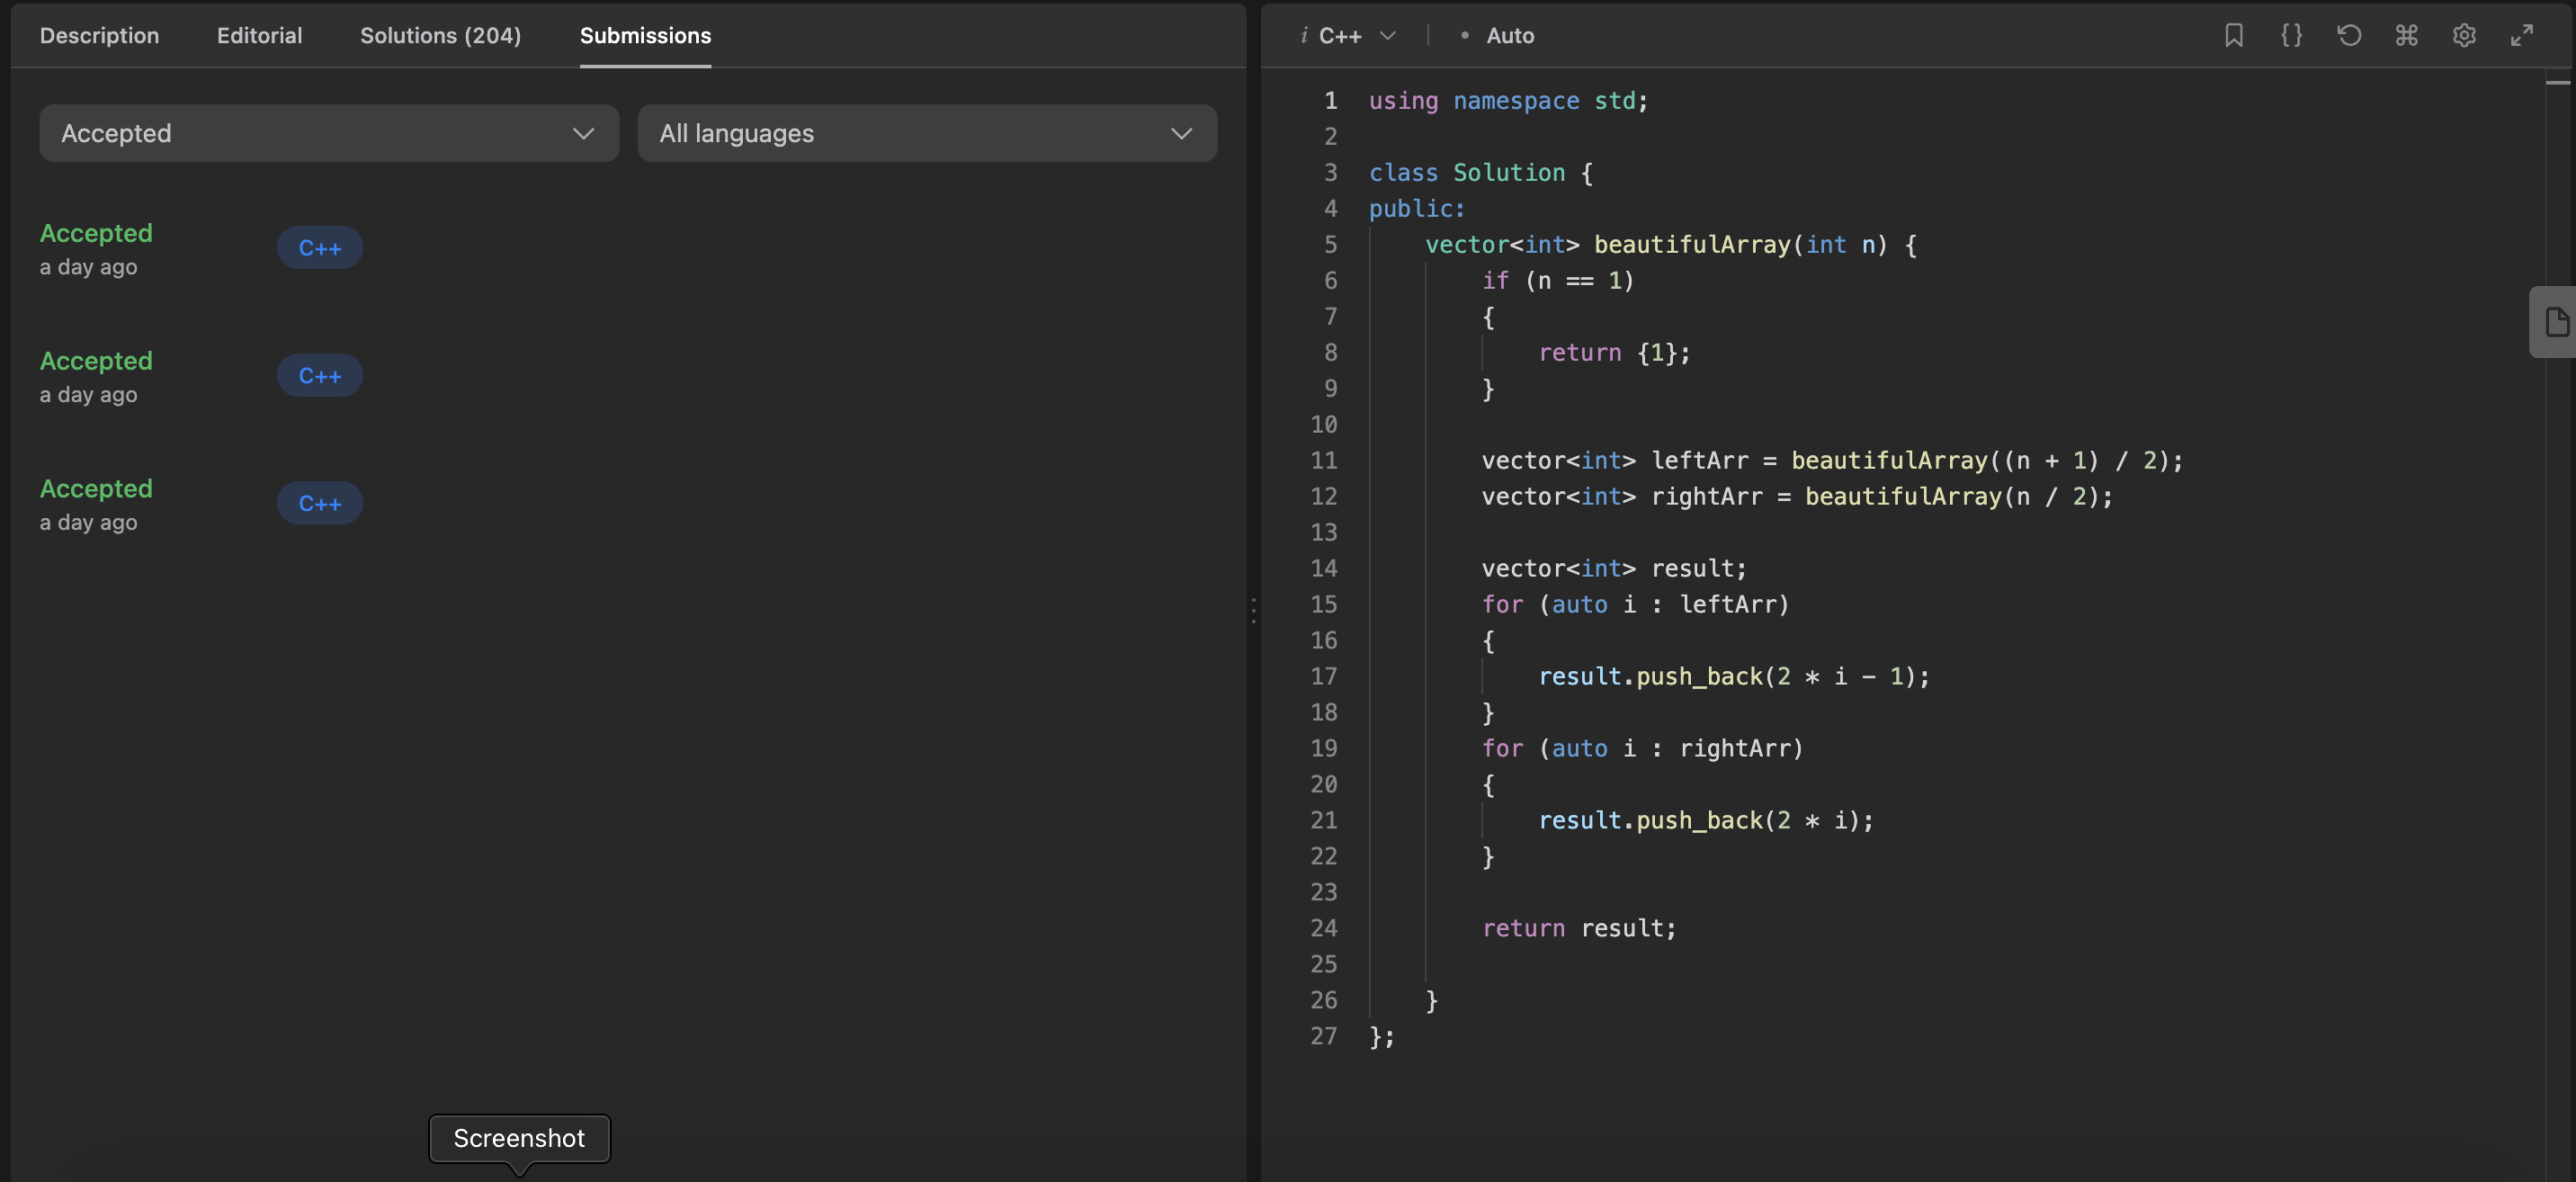 Description Editorial Solutions (204) Submissions
Accepted All languages
Accepted
a day ago
C++
Accepted
a day ago
C++
Accepted
a day ago
C++
Screenshot
i C++ • Auto {}
1 using namespace std;
2
3 class Solution {
4 public:
5     vector<int> beautifulArray(int n) {
6         if (n == 1)
7         {
8             return {1};
9         }
10
11         vector<int> leftArr = beautifulArray((n + 1) / 2);
12         vector<int> rightArr = beautifulArray(n / 2);
13
14         vector<int> result;
15         for (auto i : leftArr)
16         {
17             result.push_back(2 * i - 1);
18         }
19         for (auto i : rightArr)
20         {
21             result.push_back(2 * i);
22         }
23
24         return result;
25
26     }
27 };